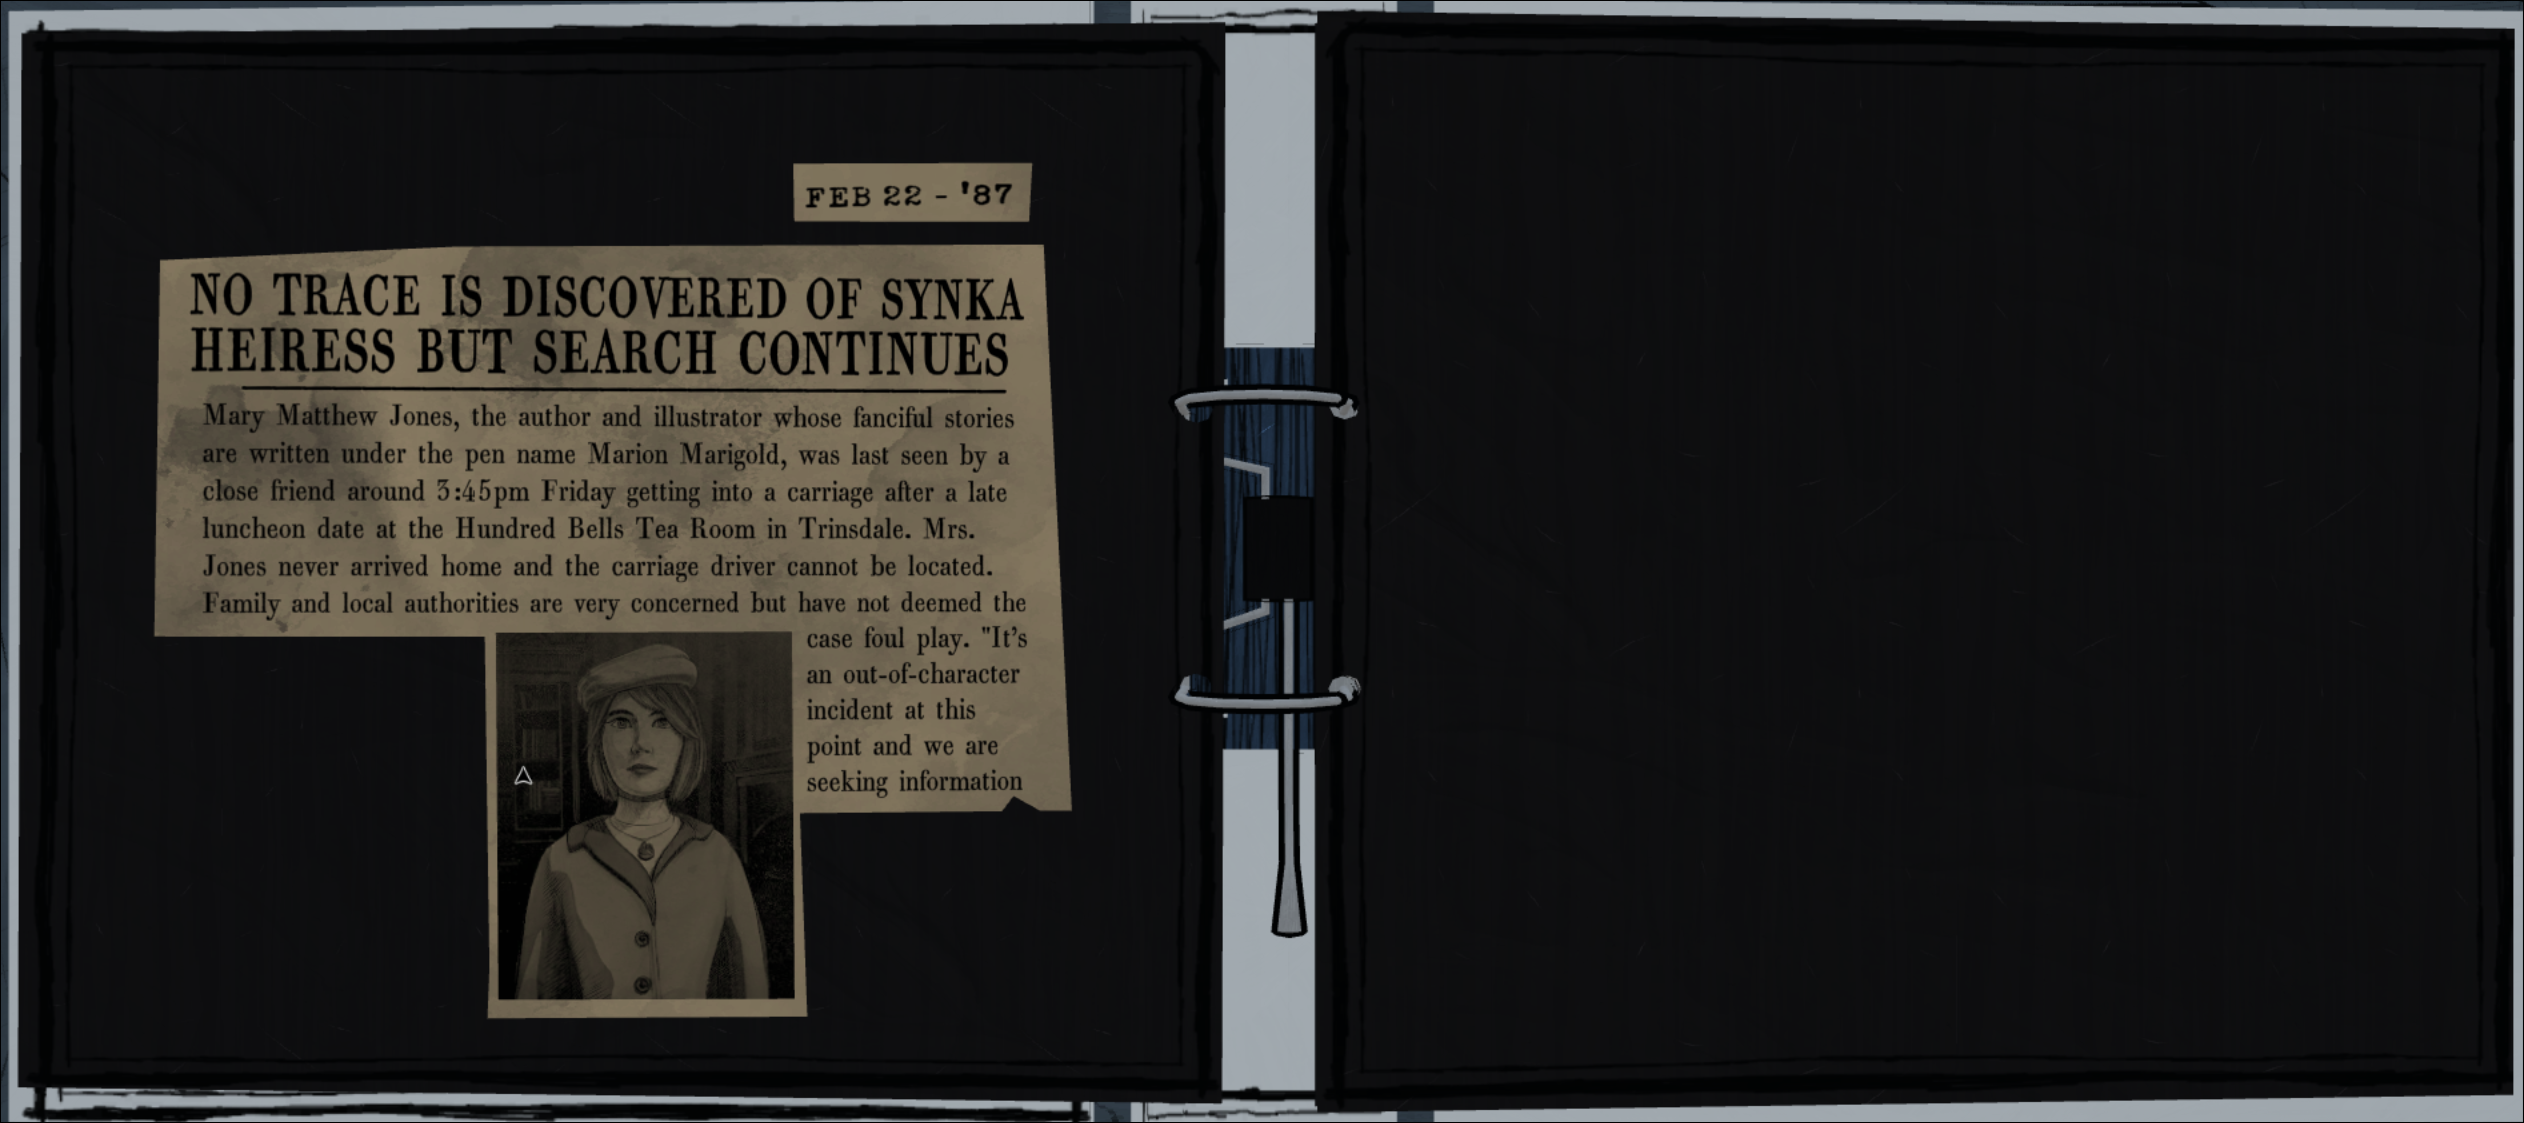 FEB 22 - '87
NO TRACE IS DISCOVERED OF SYNKA
HEIRESS BUT SEARCH CONTINUES
Mary Matthew Jones, the author and illustrator whose fanciful stories
are written under the pen name Marion Marigold, was last seen by a
close friend around 3:45pm Friday getting into a carriage after a late
luncheon date at the Hundred Bells Tea Room in Trinsdale. Mrs.
Jones never arrived home and the carriage driver cannot be located.
Family and local authorities are very concerned but have not deemed the
case foul play. "It's
an out-of-character
incident at this
point and we are
seeking information